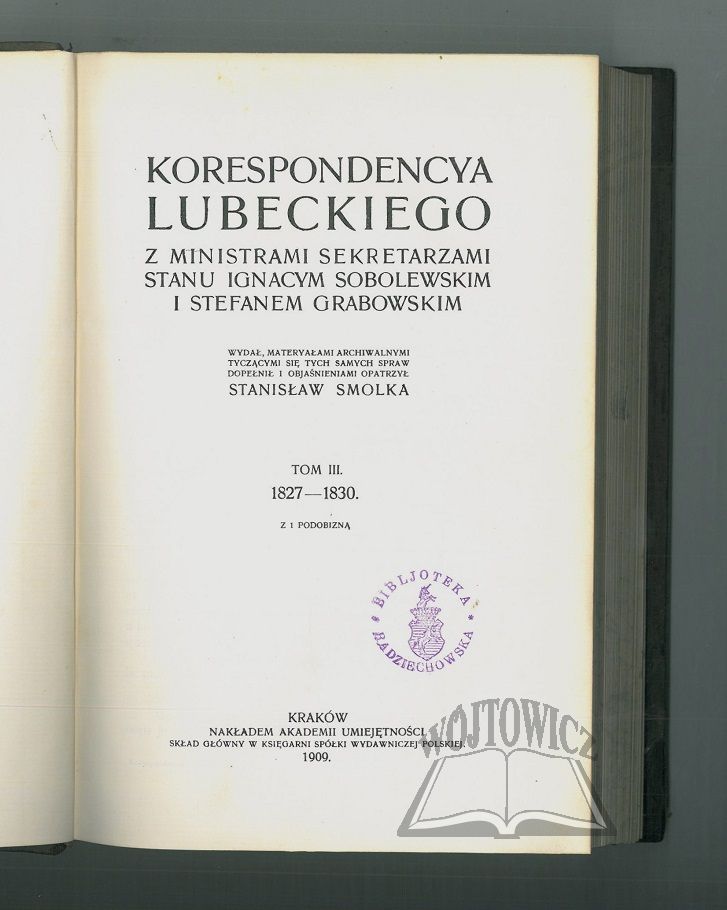 KORESPONDENCYA
LUBECKIEGO
Z MINISTRAMI SEKRETARZAMI
STANU IGNACYM SOBOLEWSKIM
I STEFANEM GRABOWSKIM
WYDAŁ, MATERYAŁAMI ARCHIWALNYMI
TYCZĄCYMI SIĘ TYCH SAMYCH SPRAW
DOPEŁNIŁ I OBJAŚNIENIAMI OPATRZYŁ
STANISŁAW SMOLKA
TOM III.
1827—1830.
Z 1 PODOBIZNĄ
* BIBLJOTEKA *
RADZIECHOWSKA
KRAKÓW
NAKŁADEM AKADEMII UMIEJĘTNOŚCI
SKŁAD GŁÓWNY W KSIĘGARNI SPÓŁKI WYDAWNICZEJ POLSKIEJ.
1909.
WÓJTOWICZ